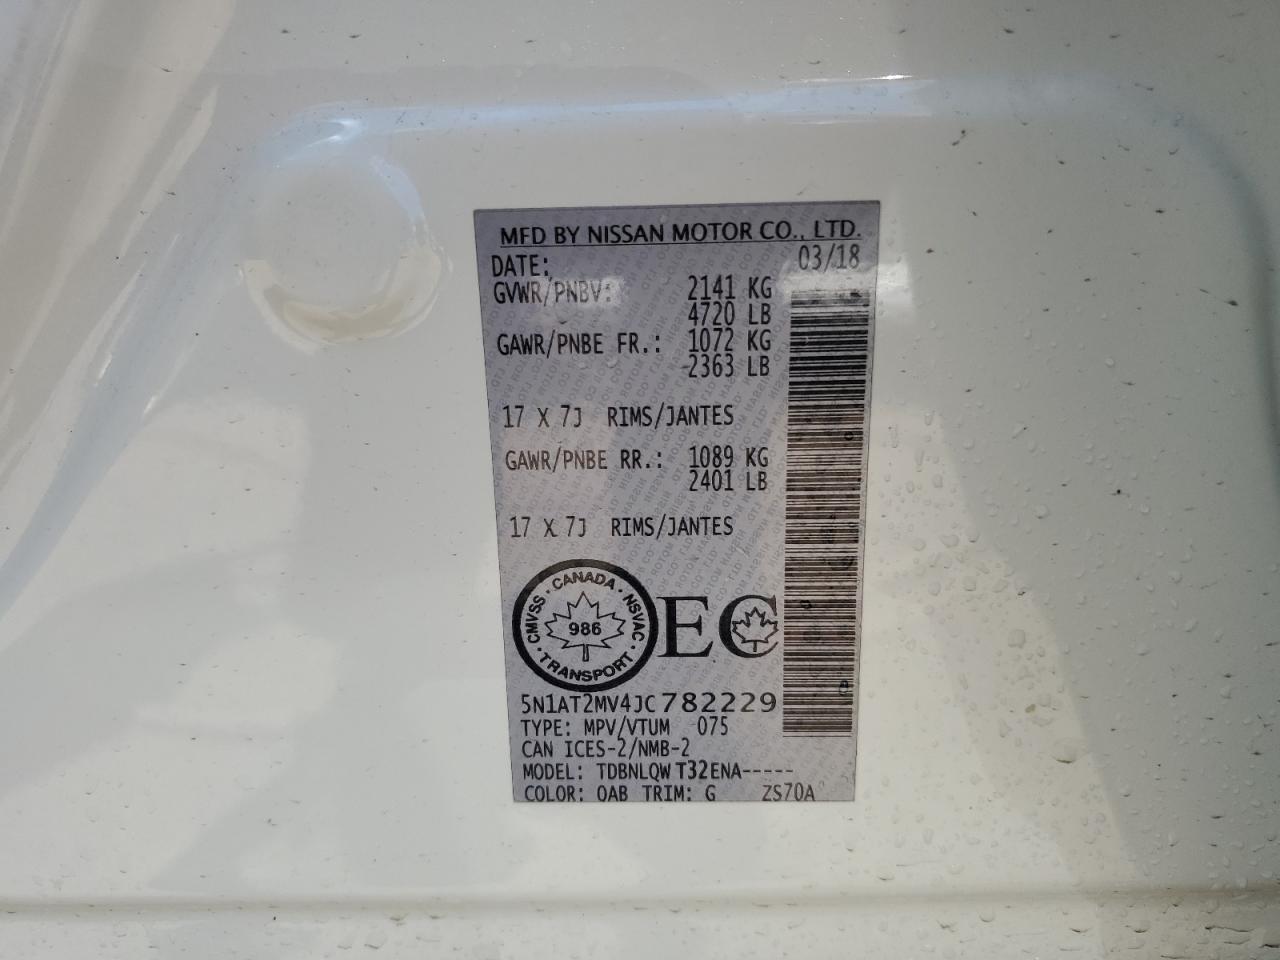 MFD BY NISSAN MOTOR CO., LTD.
DATE: 03/18
GVWR/PNBV: 2141 KG
4720 LB
GAWR/PNBE FR.: 1072 KG
2363 LB
17 X 7J RIMS/JANTES
GAWR/PNBE RR.: 1089 KG
2401 LB
17 X 7J RIMS/JANTES
CMVSS · CANADA · NSVAC · TRANSPORT ·
986
EC
5N1AT2MV4JC782229
TYPE: MPV/VTUM 075
CAN ICES-2/NMB-2
MODEL: TDBNLQW T32ENA-----
COLOR: QAB TRIM: G ZS70A